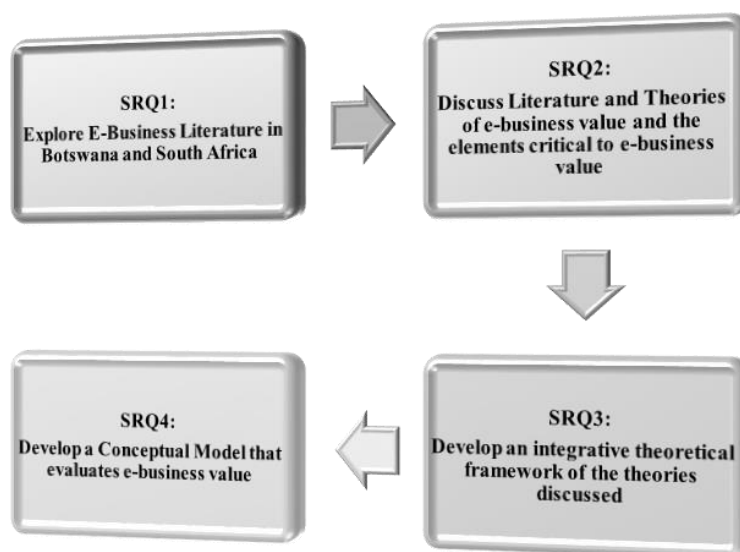 SRQ1:
Explore E-Business Literature in
Botswana and South Africa
SRQ2:
Discuss Literature and Theories
of e-business value and the
elements critical to e-business
value
SRQ3:
Develop an integrative theoretical
framework of the theories
discussed
SRQ4:
Develop a Conceptual Model that
evaluates e-business value